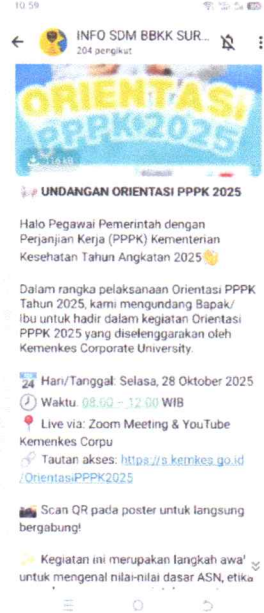 10.59
INFO SDM BBKK SUR...
204 pengikut
ORIENTASI
PPPK2025
UNDANGAN ORIENTASI PPPK 2025
Halo Pegawai Pemerintah dengan
Perjanjian Kerja (PPPK) Kementerian
Kesehatan Tahun Angkatan 2025👋
Dalam rangka pelaksanaan Orientasi PPPK
Tahun 2025, kami mengundang Bapak/
Ibu untuk hadir dalam kegiatan Orientasi
PPPK 2025 yang diselenggarakan oleh
Kemenkes Corporate University.
📅 Hari/Tanggal: Selasa, 28 Oktober 2025
🕗 Waktu: 08.00 – 12.00 WIB
📍 Live via: Zoom Meeting & YouTube
Kemenkes Corpu
🔗 Tautan akses: https://s.kemkes.go.id
/OrientasiPPPK2025
📷 Scan QR pada poster untuk langsung
bergabung!
✨ Kegiatan ini merupakan langkah awal
untuk mengenal nilai-nilai dasar ASN, etika